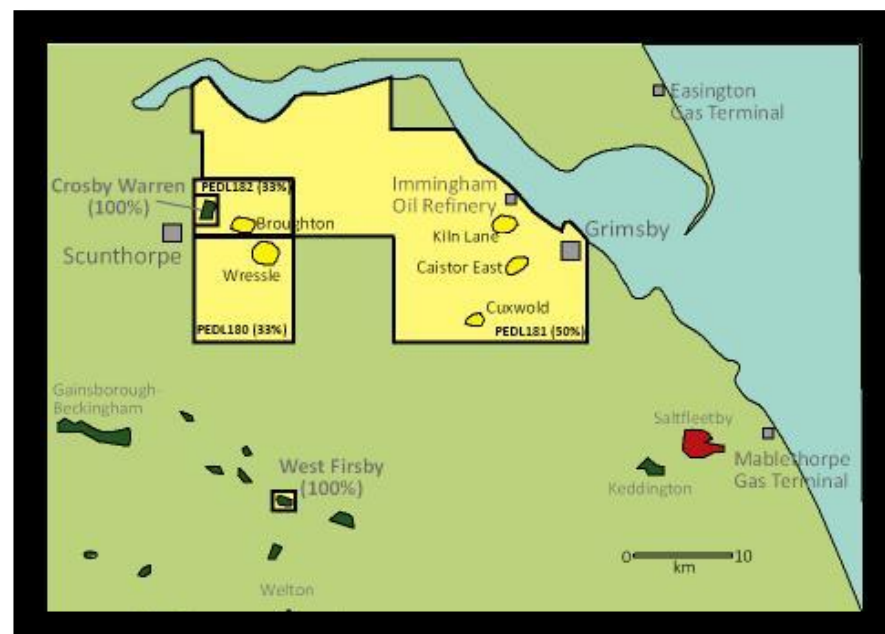 Easington
Gas Terminal
PEDL182 (33%)
Crosby Warren
(100%)
Immingham
Oil Refinery
Broughton
Kiln Lane
Grimsby
Scunthorpe
Wressle
Caistor East
Cuxwold
PEDL180 (33%)
PEDL181 (50%)
Gainsborough-
Beckingham
Saltfleetby
West Firsby
(100%)
Mablethorpe
Gas Terminal
Keddington
0 10
km
Welton